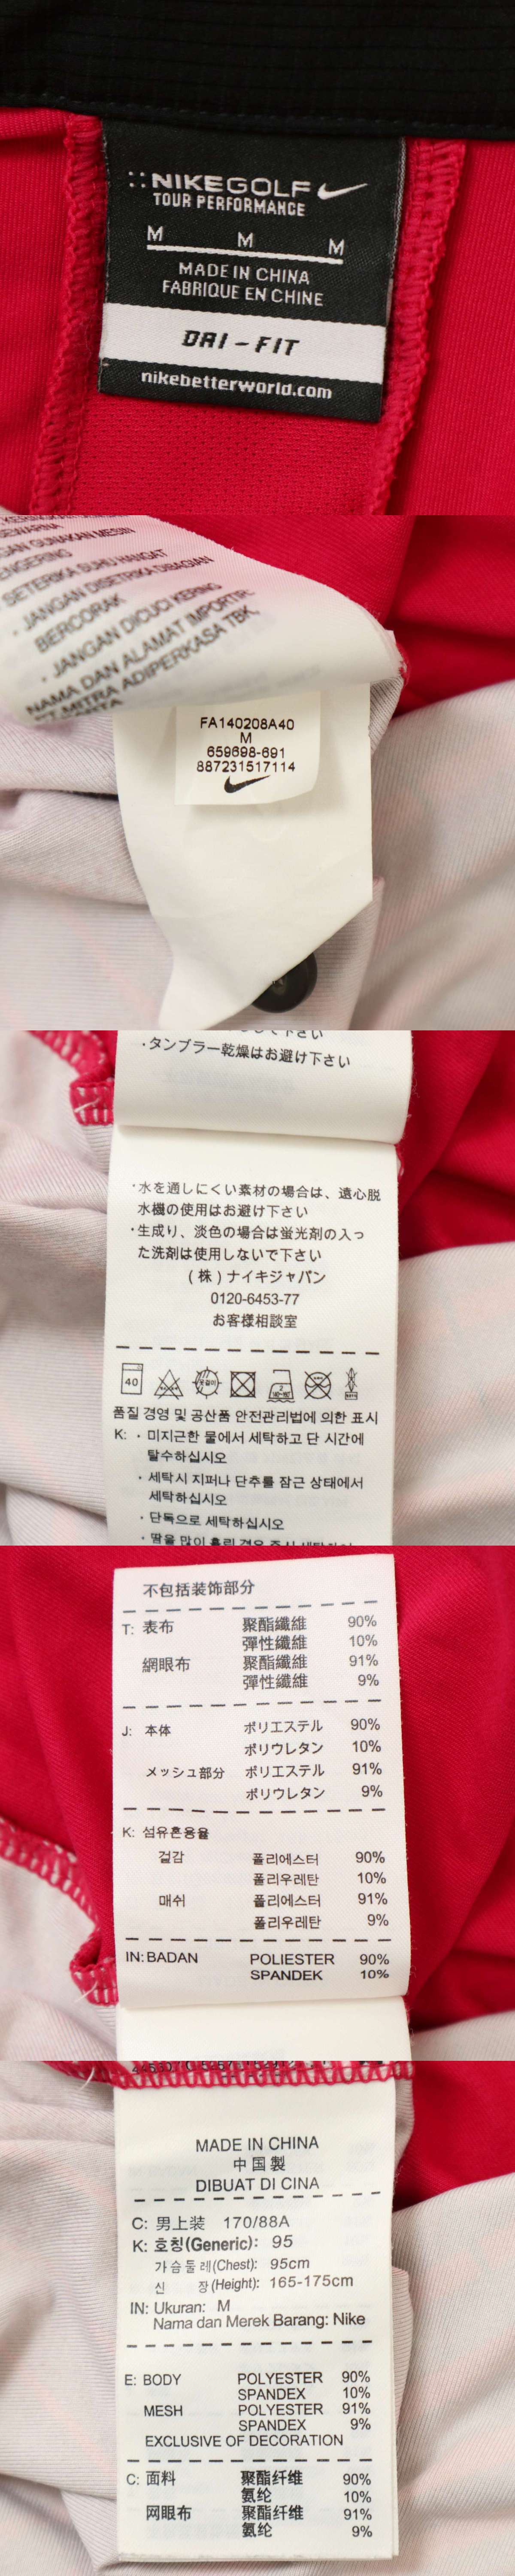 NIKEGOLF
TOUR PERFORMANCE
M M M
MADE IN CHINA
FABRIQUE EN CHINE
DRI-FIT
nikebetterworld.com
GAN GUNAKAN MESIN
SETERIKA SUHU HANGAT
· JANGAN DISETRIKA DIBAGIAN
BERCORAK
· JANGAN DICUCI KERING
NAMA DAN ALAMAT IMPORTIR:
PT. MITRA ADIPERKASA TBK,
FA140208A40
M
659698-691
887231517114
・タンブラー乾燥はお避け下さい
・水を通しにくい素材の場合は、遠心脱
水機の使用はお避け下さい
・生成り、淡色の場合は蛍光剤の入っ
た洗剤は使用しないで下さい
(株)ナイキジャパン
0120-6453-77
お客様相談室
40
품질 경영 및 공산품 안전관리법에 의한 표시
K: · 미지근한 물에서 세탁하고 단 시간에
탈수하십시오
· 세탁시 지퍼나 단추를 잠근 상태에서
세탁하십시오
· 단독으로 세탁하십시오
不包括装饰部分
T: 表布 聚酯纖維 90%
彈性纖維 10%
網眼布 聚酯纖維 91%
彈性纖維 9%
J: 本体 ポリエステル 90%
ポリウレタン 10%
メッシュ部分 ポリエステル 91%
ポリウレタン 9%
K: 섬유혼용율
겉감 폴리에스터 90%
폴리우레탄 10%
매쉬 폴리에스터 91%
폴리우레탄 9%
IN: BADAN POLIESTER 90%
SPANDEK 10%
MADE IN CHINA
中国製
DIBUAT DI CINA
C: 男上装 170/88A
K: 호칭(Generic): 95
가슴둘레(Chest): 95cm
신 장(Height): 165-175cm
IN: Ukuran: M
Nama dan Merek Barang: Nike
E: BODY POLYESTER 90%
SPANDEX 10%
MESH POLYESTER 91%
SPANDEX 9%
EXCLUSIVE OF DECORATION
C: 面料 聚酯纤维 90%
氨纶 10%
网眼布 聚酯纤维 91%
氨纶 9%